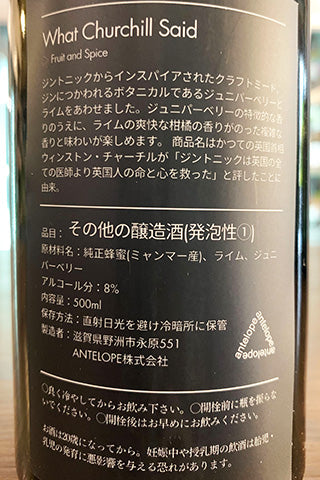 What Churchill Said
Fruit and Spice
ジントニックからインスパイアされたクラフトミード。
ジンにつかわれるボタニカルであるジュニパーベリーと
ライムをあわせました。ジュニパーベリーの特徴的な香
りのうえに、ライムの爽快な柑橘の香りがのった複雑な
香りと味わいが楽しめます。 商品名はかつての英国首相
ウィンストン・チャーチルが「ジントニックは英国の全
ての医師より英国人の命と心を救った」と評したことに
由来。
品目：その他の醸造酒(発泡性①)
原材料名：純正蜂蜜(ミャンマー産)、ライム、ジュニ
パーベリー
アルコール分：8%
内容量：500ml
保存方法：直射日光を避け冷暗所に保管
製造者：滋賀県野洲市永原551
ANTELOPE株式会社
antelope
antelope
antelope
○良く冷やしてからお飲み下さい。○開栓前に瓶を振らな
いでください。○開栓後はお早めにお飲みください。
お酒は20歳になってから。妊娠中や授乳期の飲酒は胎児・
乳児の発育に悪影響を与える恐れがあります。